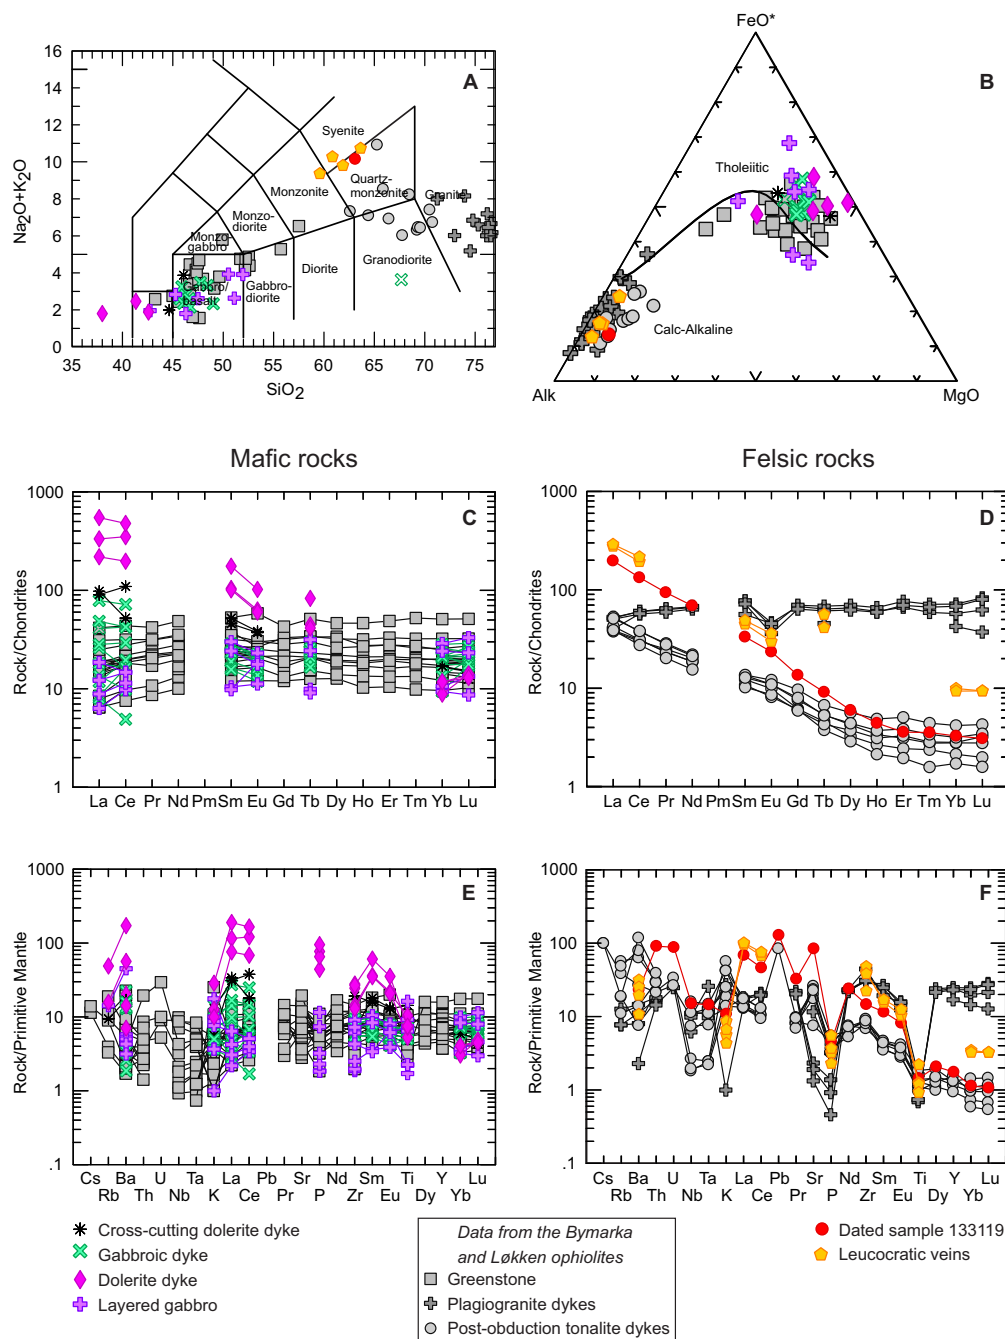 A
Na2O+K2O
16
14
12
10
8
6
4
2
0
35 40 45 50 55 60 65 70 75
SiO2
Syenite
Monzonite
Quartz-
monzonite
Granite
Monzo-
diorite
Monzo-
gabbro
Gabbro/
basalt
Gabbro-
diorite
Diorite
Granodiorite
B
FeO*
Tholeiitic
Calc-Alkaline
Alk
MgO
Mafic rocks
Felsic rocks
C
Rock/Chondrites
1000
100
10
1
La Ce Pr Nd Pm Sm Eu Gd Tb Dy Ho Er Tm Yb Lu
D
Rock/Chondrites
1000
100
10
1
La Ce Pr Nd Pm Sm Eu Gd Tb Dy Ho Er Tm Yb Lu
E
Rock/Primitive Mantle
1000
100
10
1
.1
Cs Ba U Ta La Pb Sr Nd Sm Ti Y Lu
Rb Th Nb K Ce Pr P Zr Eu Dy Yb
F
Rock/Primitive Mantle
1000
100
10
1
.1
Cs Ba U Ta La Pb Sr Nd Sm Ti Y Lu
Rb Th Nb K Ce Pr P Zr Eu Dy Yb
Cross-cutting dolerite dyke
Gabbroic dyke
Dolerite dyke
Layered gabbro
Data from the Bymarka
and Løkken ophiolites
Greenstone
Plagiogranite dykes
Post-obduction tonalite dykes
Dated sample 133119
Leucocratic veins